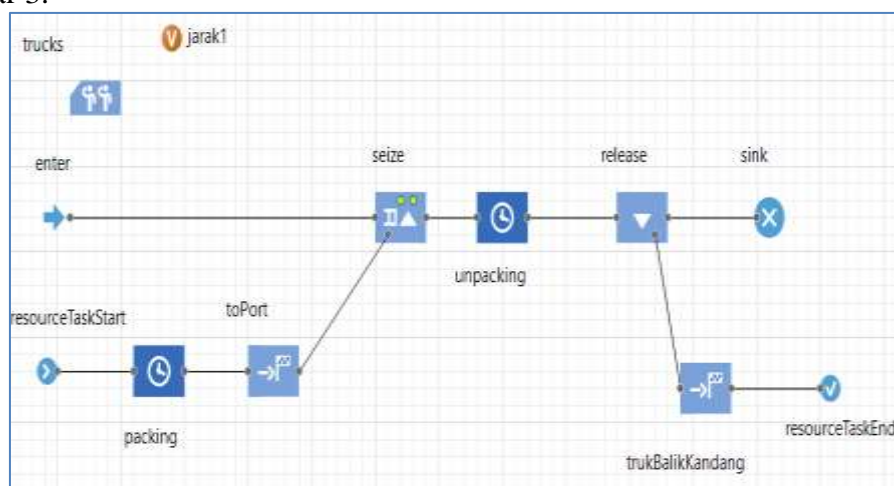 trucks
V jarak1
enter
seize
release
sink
unpacking
resourceTaskStart
toPort
packing
resourceTaskEnd
trukBalikKandang